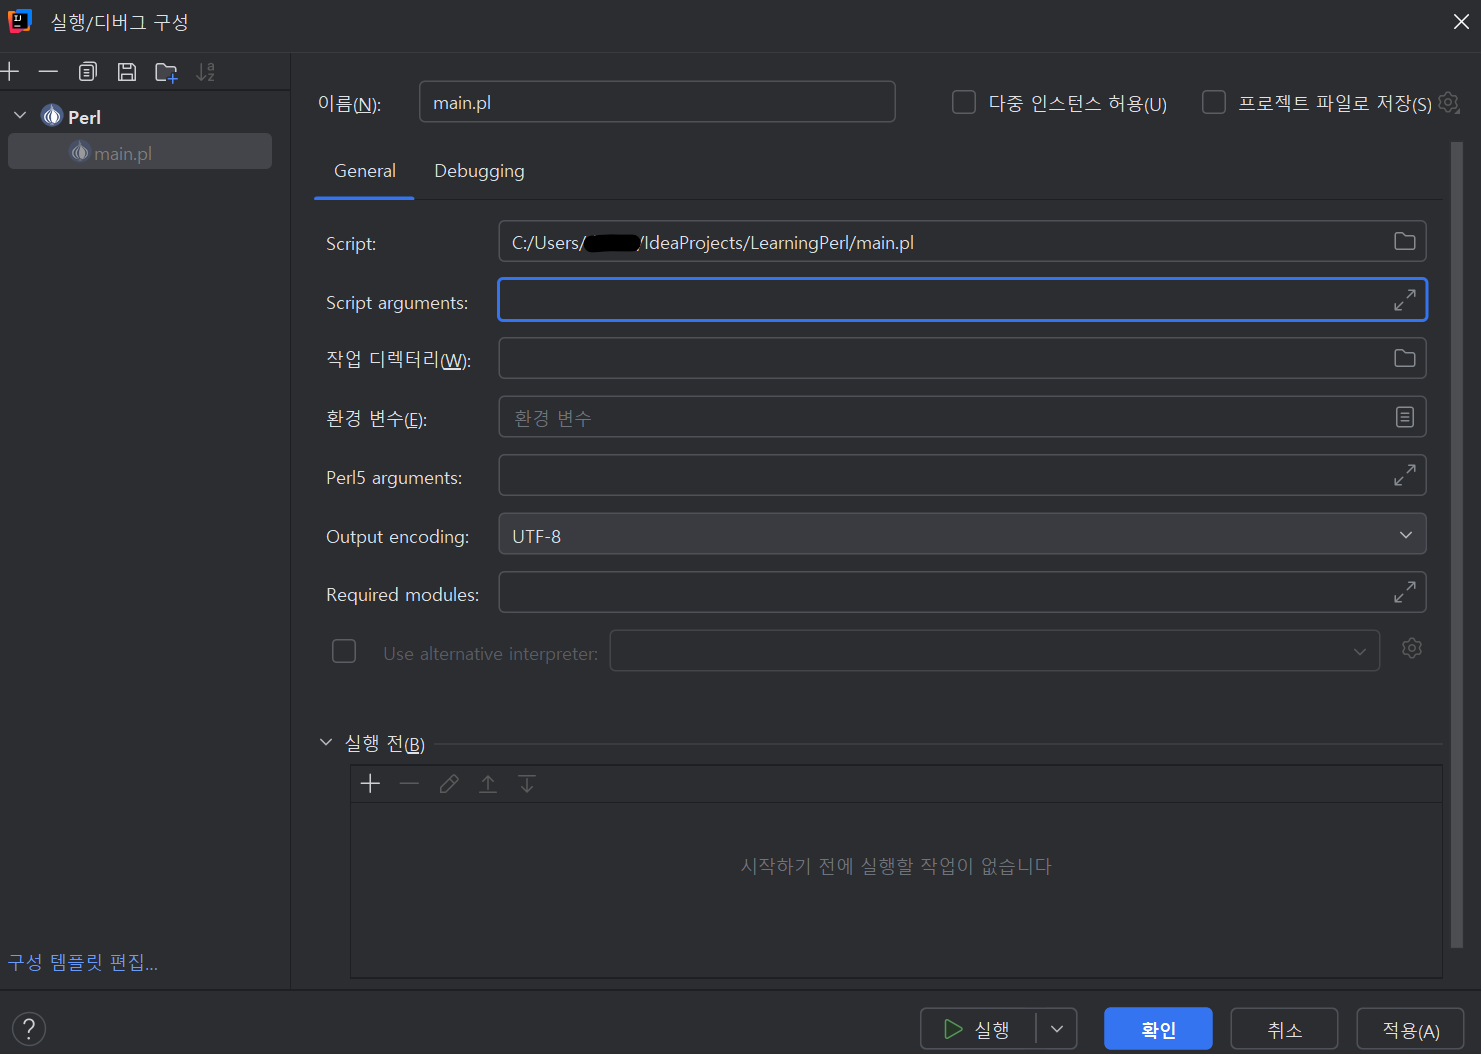 실행/디버그 구성
Perl
main.pl
구성 템플릿 편집...
이름(N):
main.pl
다중 인스턴스 허용(U)
프로젝트 파일로 저장(S)
General
Debugging
Script:
C:/Users/ /IdeaProjects/LearningPerl/main.pl
Script arguments:
작업 디렉터리(W):
환경 변수(E):
환경 변수
Perl5 arguments:
Output encoding:
UTF-8
Required modules:
Use alternative interpreter:
실행 전(B)
시작하기 전에 실행할 작업이 없습니다
?
실행
확인
취소
적용(A)